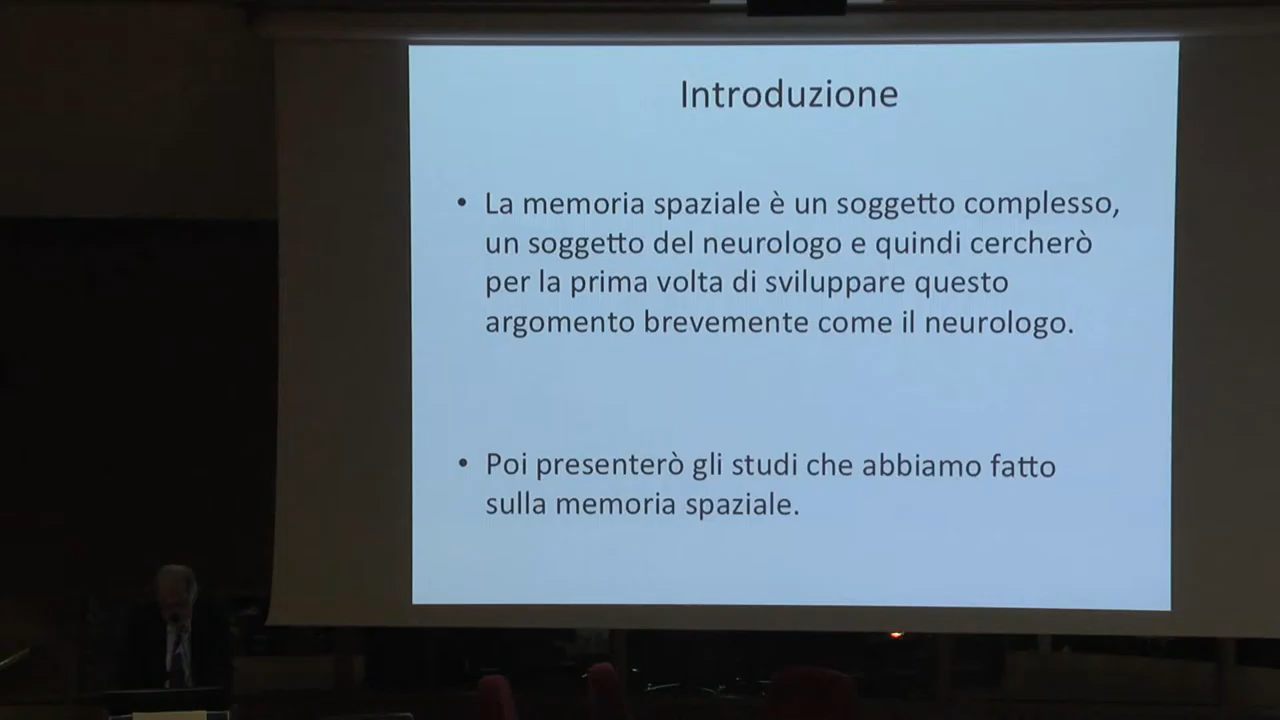 Introduzione
• La memoria spaziale è un soggetto complesso,
un soggetto del neurologo e quindi cercherò
per la prima volta di sviluppare questo
argomento brevemente come il neurologo.
• Poi presenterò gli studi che abbiamo fatto
sulla memoria spaziale.